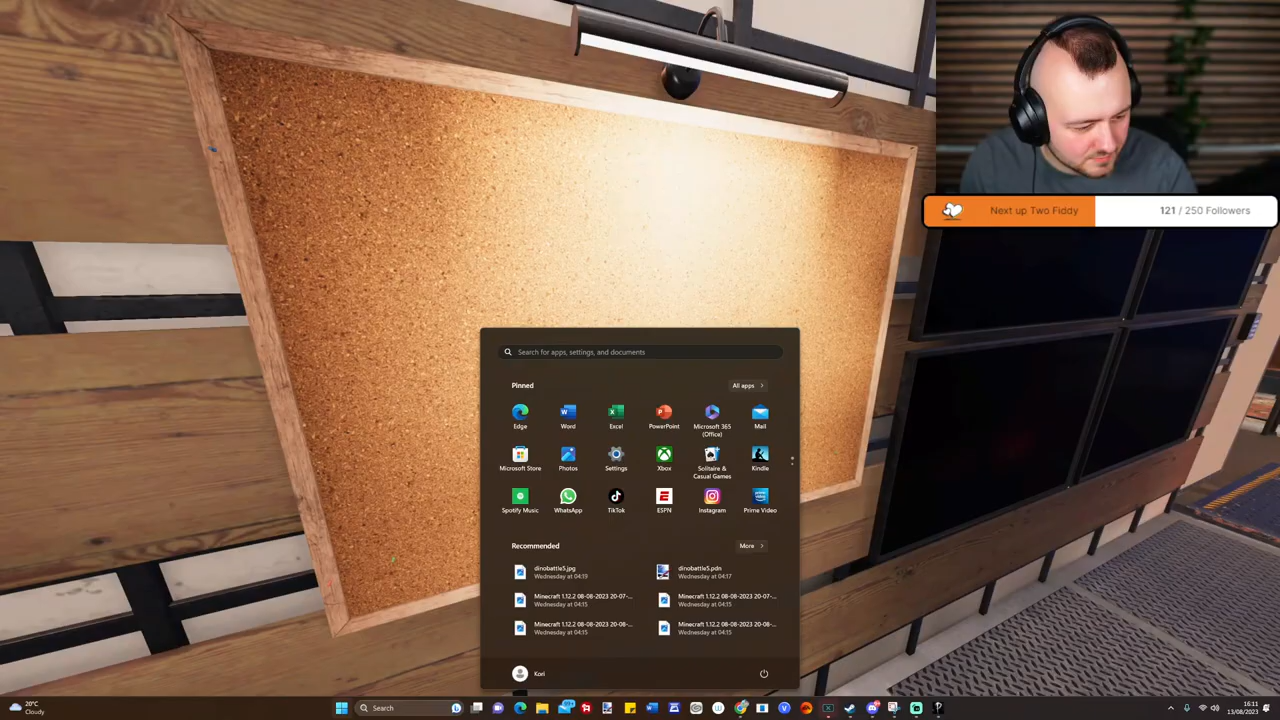 Next up Two Fiddy
121 / 250 Followers
Search for apps, settings, and documents
Pinned
All apps
Edge
Word
Excel
PowerPoint
Microsoft 365
(Office)
Mail
Microsoft Store
Photos
Settings
Xbox
Solitaire &
Casual Games
Kindle
Spotify Music
WhatsApp
TikTok
ESPN
Instagram
Prime Video
Recommended
More
dinobattle5.jpg
Wednesday at 04:19
dinobattle5.pdn
Wednesday at 04:17
Minecraft 1.12.2 08-08-2023 20-07-...
Wednesday at 04:15
Minecraft 1.12.2 08-08-2023 20-07-...
Wednesday at 04:15
Minecraft 1.12.2 08-08-2023 20-08-...
Wednesday at 04:15
Minecraft 1.12.2 08-08-2023 20-08-...
Wednesday at 04:15
Kori
20°C
Cloudy
Search
16:11
13/08/2023